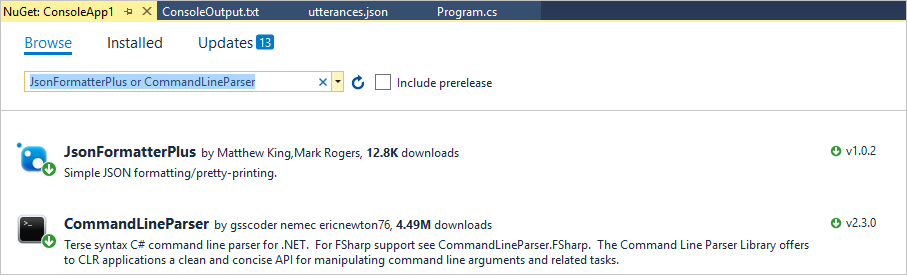 NuGet: ConsoleApp1 ConsoleOutput.txt utterances.json Program.cs
Browse Installed Updates 13
JsonFormatterPlus or CommandLineParser Include prerelease
JsonFormatterPlus by Matthew King,Mark Rogers, 12.8K downloads v1.0.2
Simple JSON formatting/pretty-printing.
CommandLineParser by gsscoder nemec ericnewton76, 4.49M downloads v2.3.0
Terse syntax C# command line parser for .NET. For FSharp support see CommandLineParser.FSharp. The Command Line Parser Library offers
to CLR applications a clean and concise API for manipulating command line arguments and related tasks.